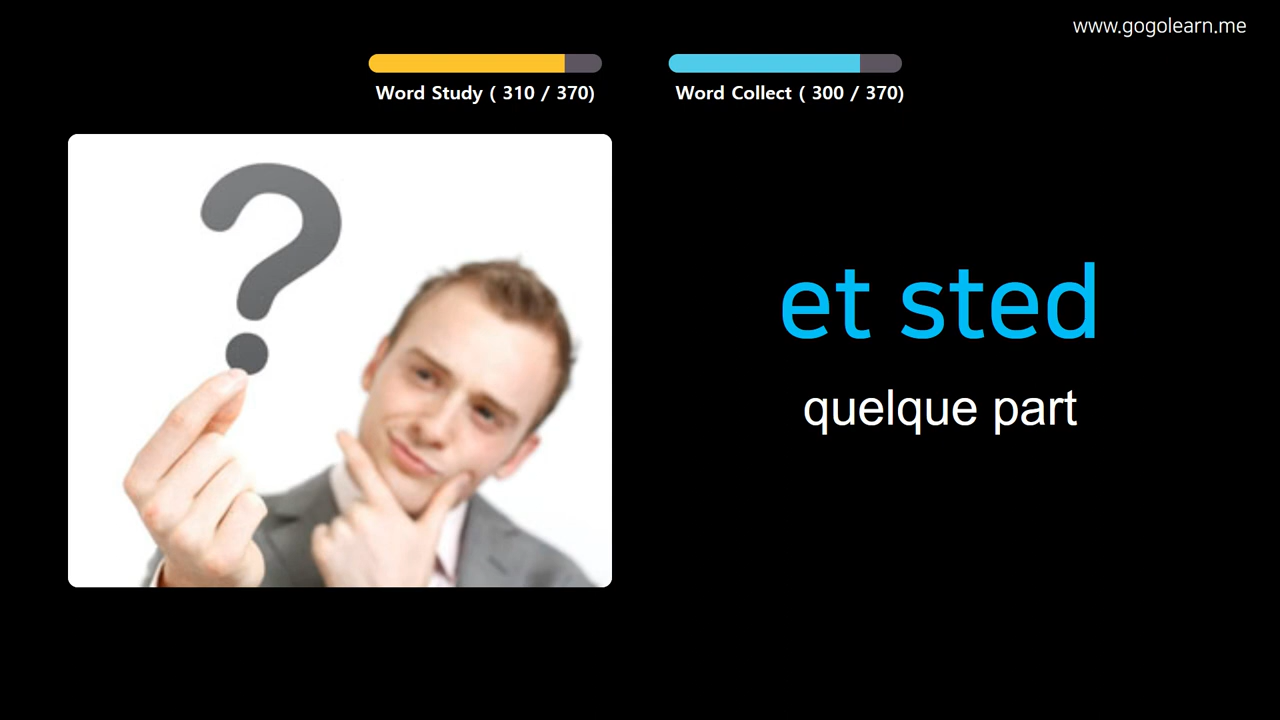 www.gogolearn.me
Word Study ( 310 / 370)
Word Collect ( 300 / 370)
?
et sted
quelque part